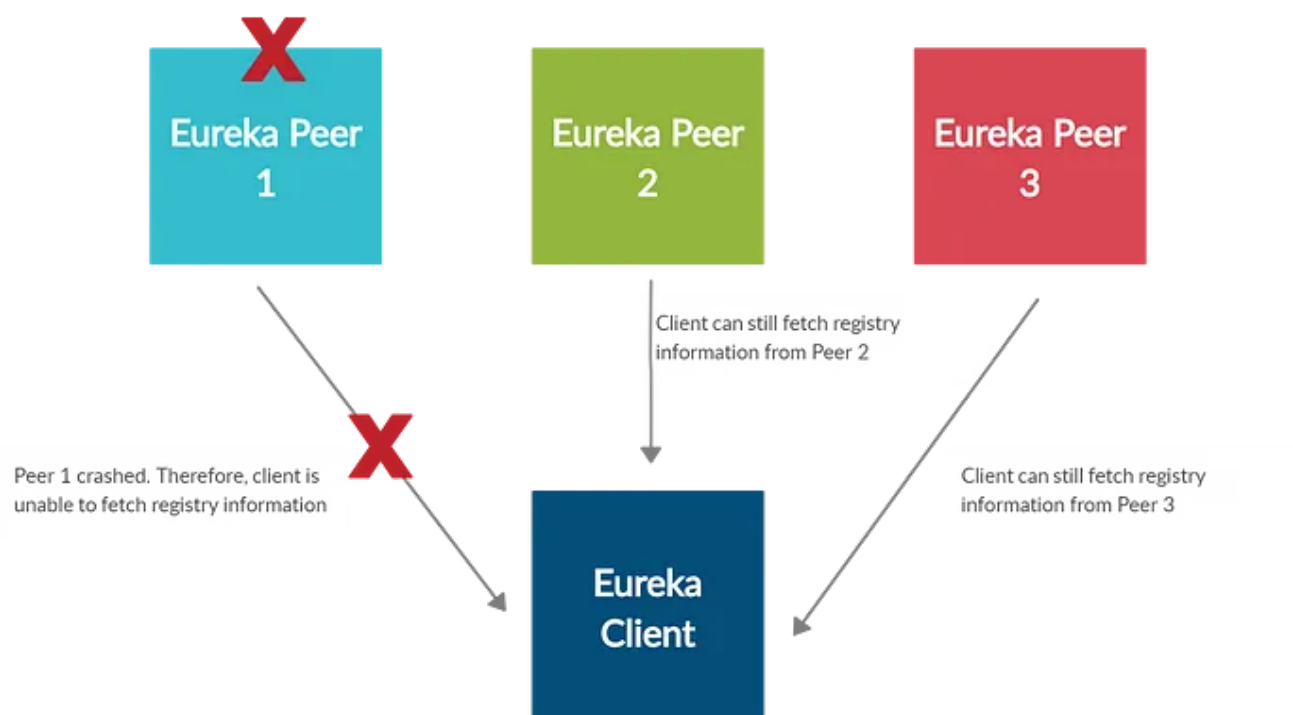 X
Eureka Peer
1
Eureka Peer
2
Eureka Peer
3
Client can still fetch registry
information from Peer 2
X
Peer 1 crashed. Therefore, client is
unable to fetch registry information
Client can still fetch registry
information from Peer 3
Eureka
Client